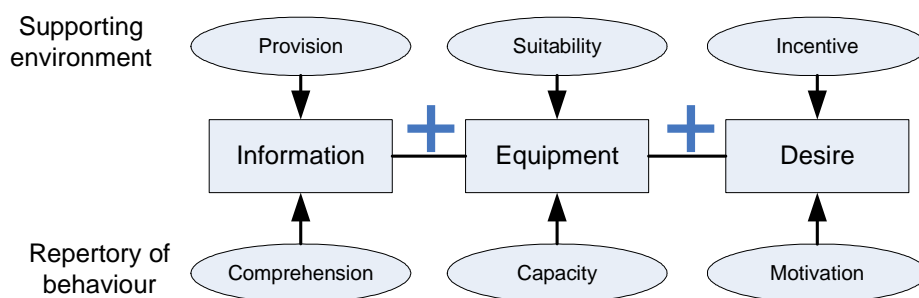 Supporting
environment
Provision
Suitability
Incentive
+
+
Information
Equipment
Desire
Repertory of
behaviour
Comprehension
Capacity
Motivation